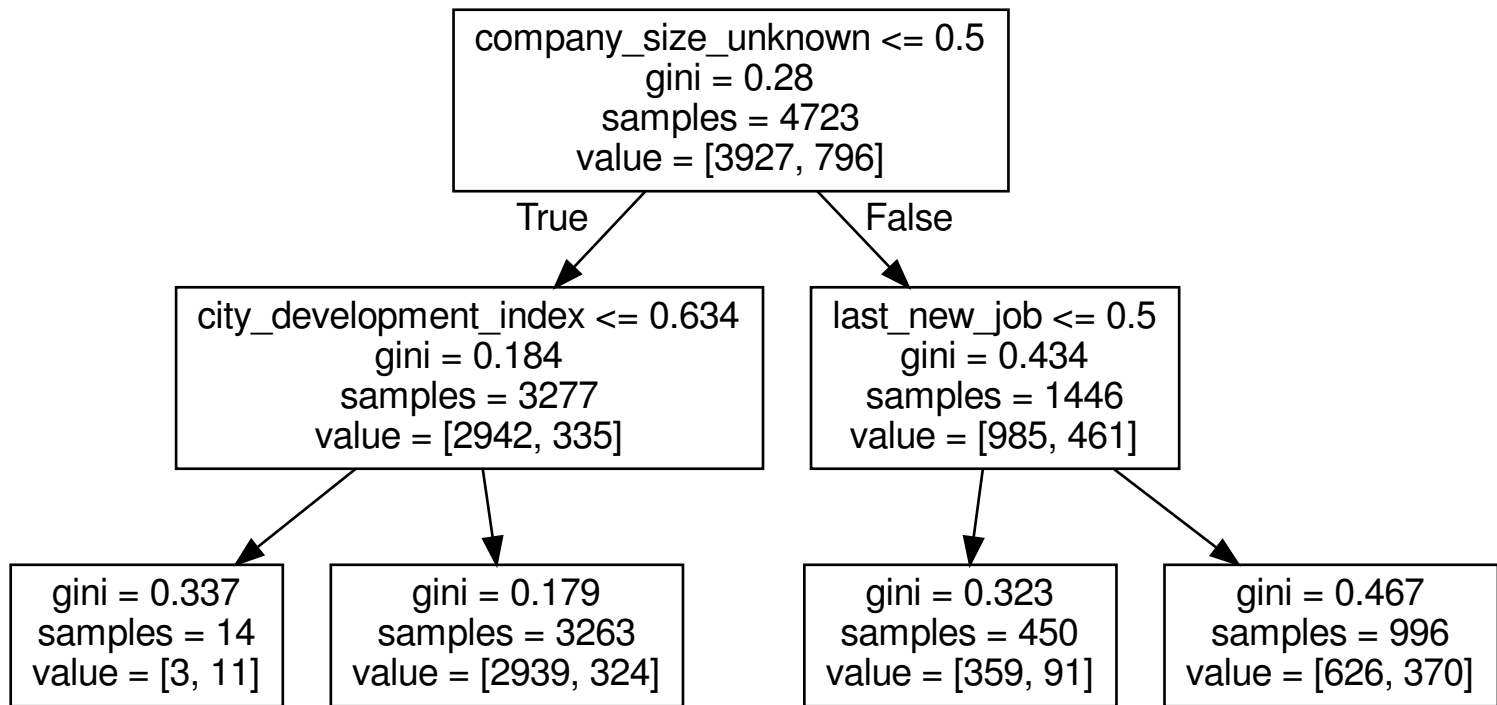 company_size_unknown <= 0.5
gini = 0.28
samples = 4723
value = [3927, 796]
True
False
city_development_index <= 0.634
gini = 0.184
samples = 3277
value = [2942, 335]
last_new_job <= 0.5
gini = 0.434
samples = 1446
value = [985, 461]
gini = 0.337
samples = 14
value = [3, 11]
gini = 0.179
samples = 3263
value = [2939, 324]
gini = 0.323
samples = 450
value = [359, 91]
gini = 0.467
samples = 996
value = [626, 370]